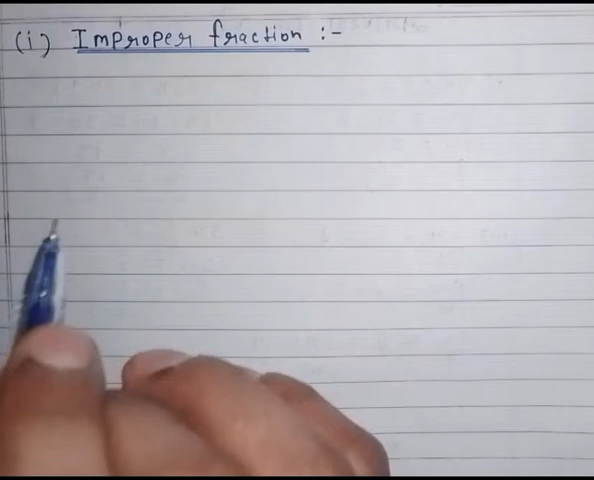 (i) Improper fraction :-